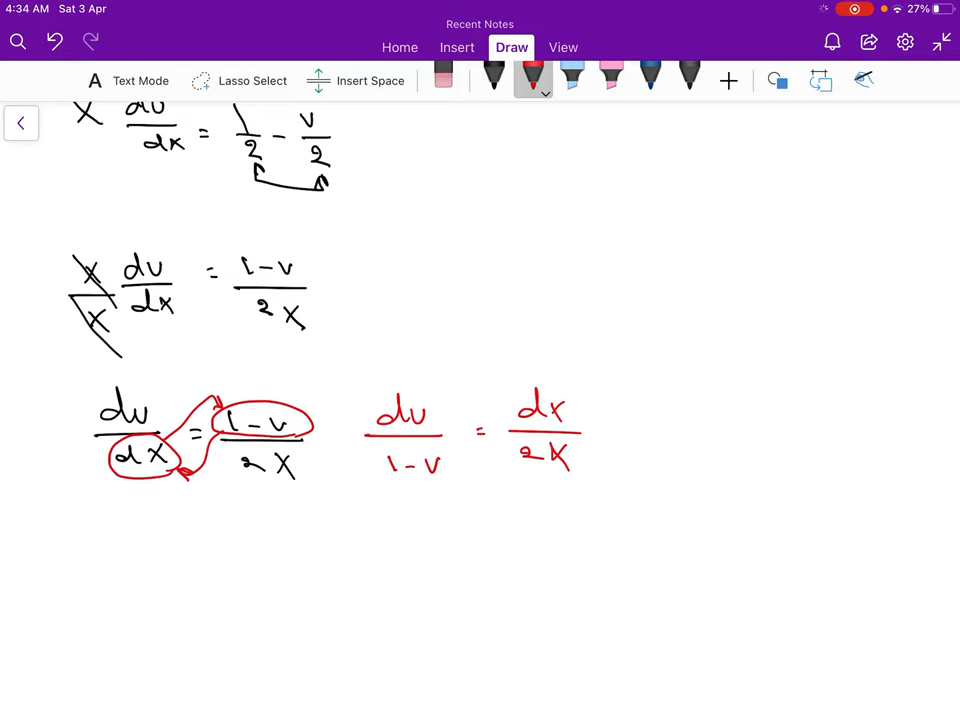 4:34 AM Sat 3 Apr 27%
Recent Notes
Home Insert Draw View
A Text Mode Lasso Select Insert Space
x dv/dx = 1/2 - v/2
x/x dv/dx = 1-v/2x
dv/dx = 1-v/2x dv/1-v = dx/2x